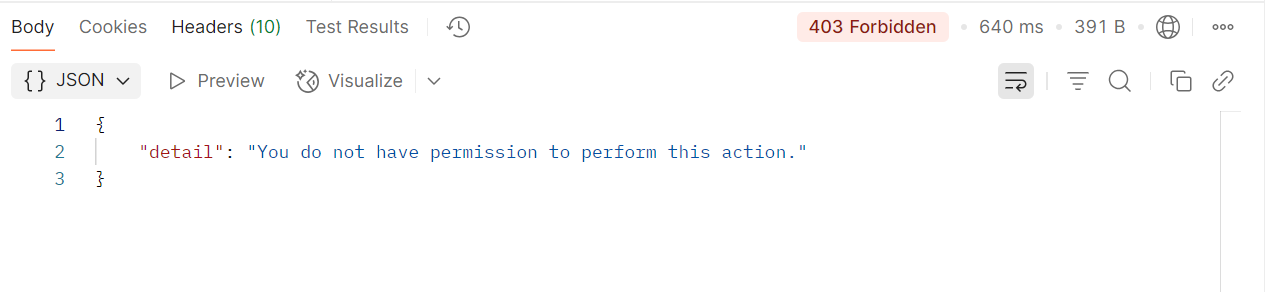 Body Cookies Headers (10) Test Results 403 Forbidden 640 ms 391 B
{} JSON Preview Visualize
1 {
2 "detail": "You do not have permission to perform this action."
3 }